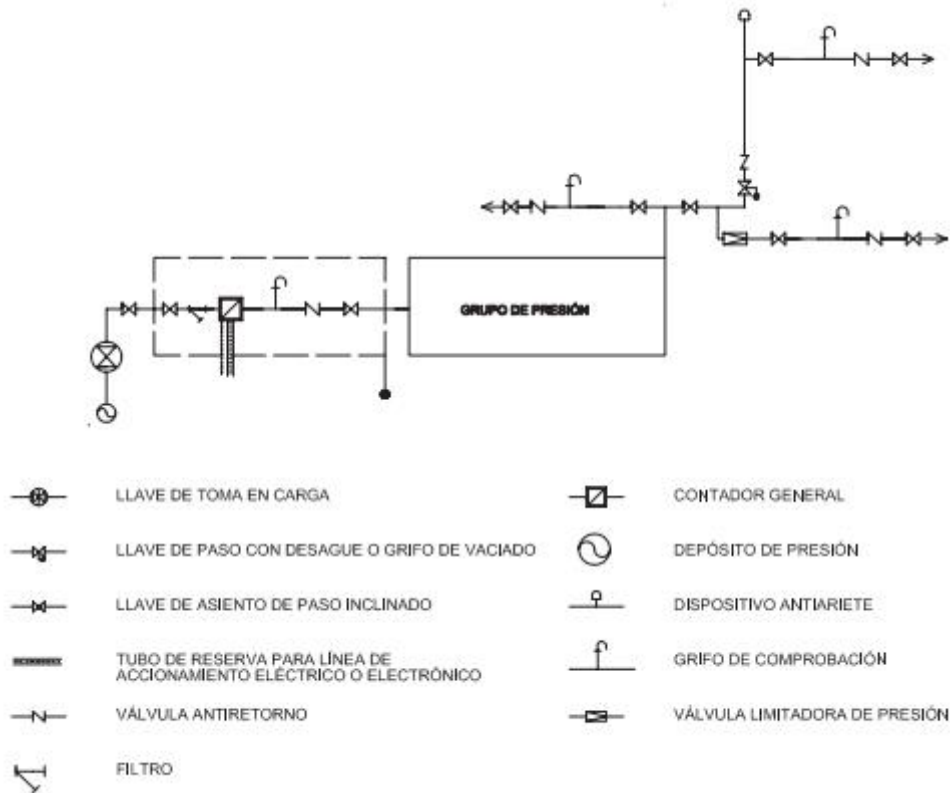 GRUPO DE PRESIÓN
LLAVE DE TOMA EN CARGA
LLAVE DE PASO CON DESAGUE O GRIFO DE VACIADO
LLAVE DE ASIENTO DE PASO INCLINADO
TUBO DE RESERVA PARA LÍNEA DE
ACCIONAMIENTO ELÉCTRICO O ELECTRÓNICO
VÁLVULA ANTIRETORNO
FILTRO
CONTADOR GENERAL
DEPÓSITO DE PRESIÓN
DISPOSITIVO ANTIARIETE
GRIFO DE COMPROBACIÓN
VÁLVULA LIMITADORA DE PRESIÓN